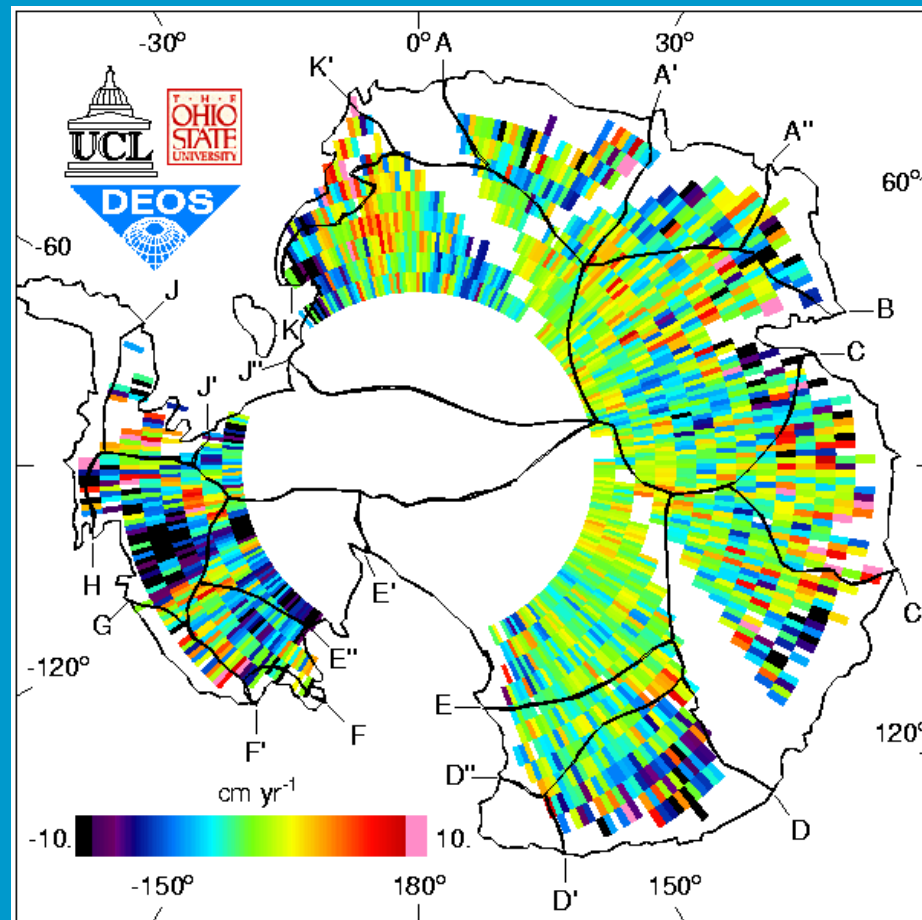 -30°
0°
A
30°
K'
A'
UCL
T · H · E
OHIO
STATE
UNIVERSITY
A"
DEOS
60°
-60
J
B
K
C
J"
J'
H
E'
G
C
E"
-120°
E
F
F'
120°
D"
cm yr-1
-10.
10.
D
-150°
180°
150°
D'